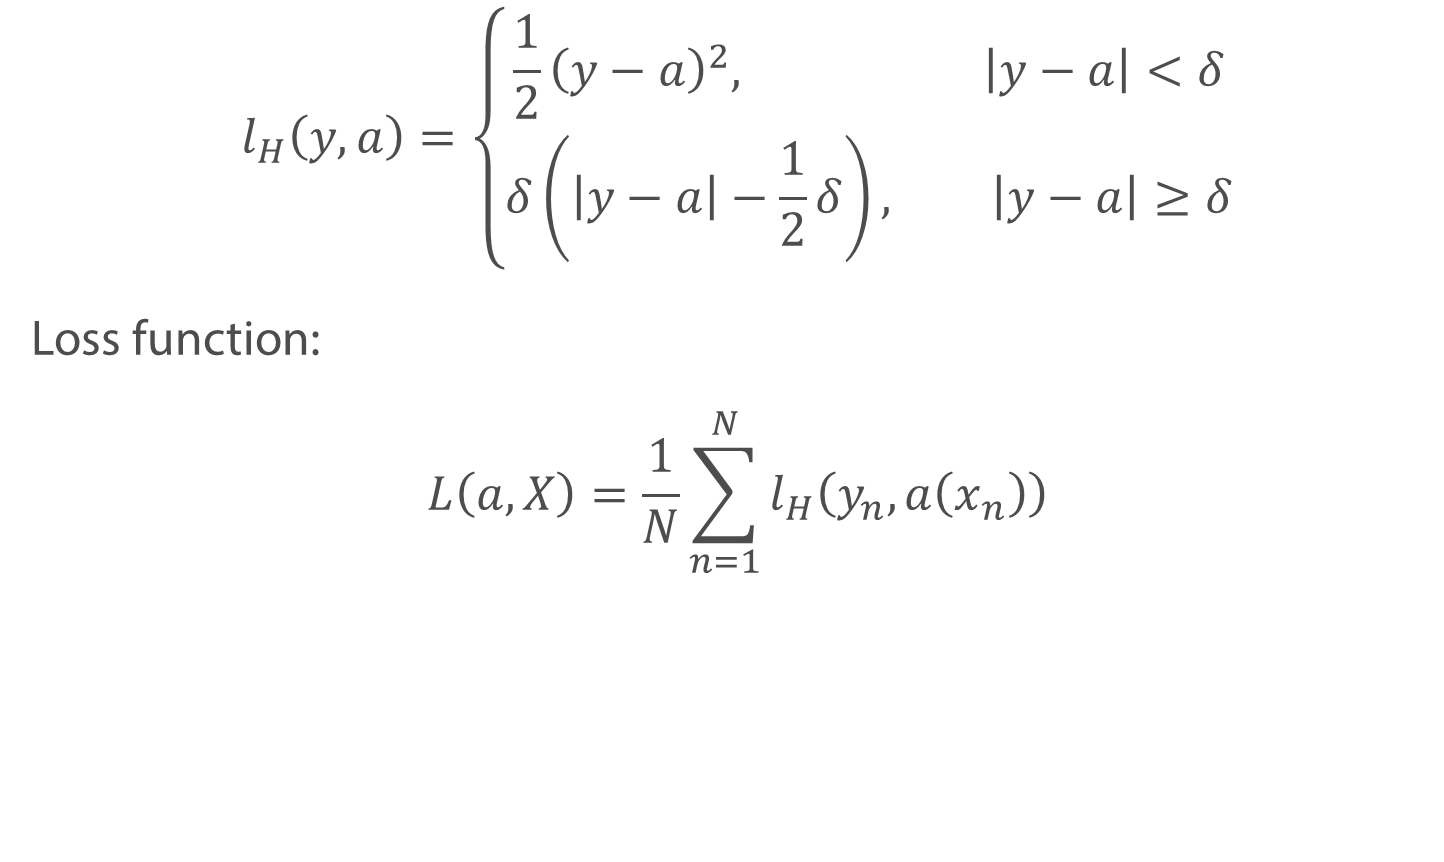 l_H(y, a) = { 1/2 (y − a)², |y − a| < δ
δ(|y − a| − 1/2 δ), |y − a| ≥ δ
Loss function:
L(a, X) = 1/N ∑_{n=1}^{N} l_H(y_n, a(x_n))